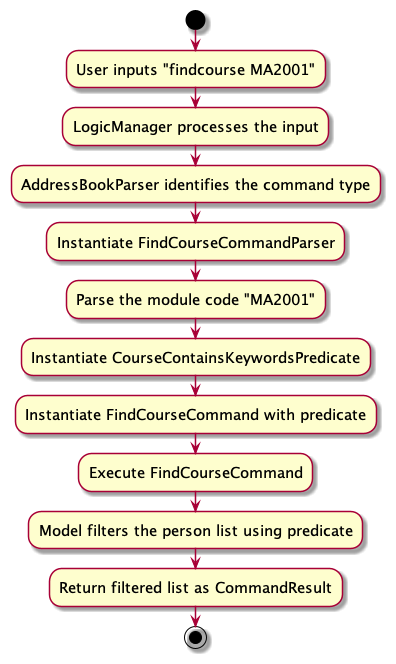 User inputs "findcourse MA2001"
LogicManager processes the input
AddressBookParser identifies the command type
Instantiate FindCourseCommandParser
Parse the module code "MA2001"
Instantiate CourseContainsKeywordsPredicate
Instantiate FindCourseCommand with predicate
Execute FindCourseCommand
Model filters the person list using predicate
Return filtered list as CommandResult